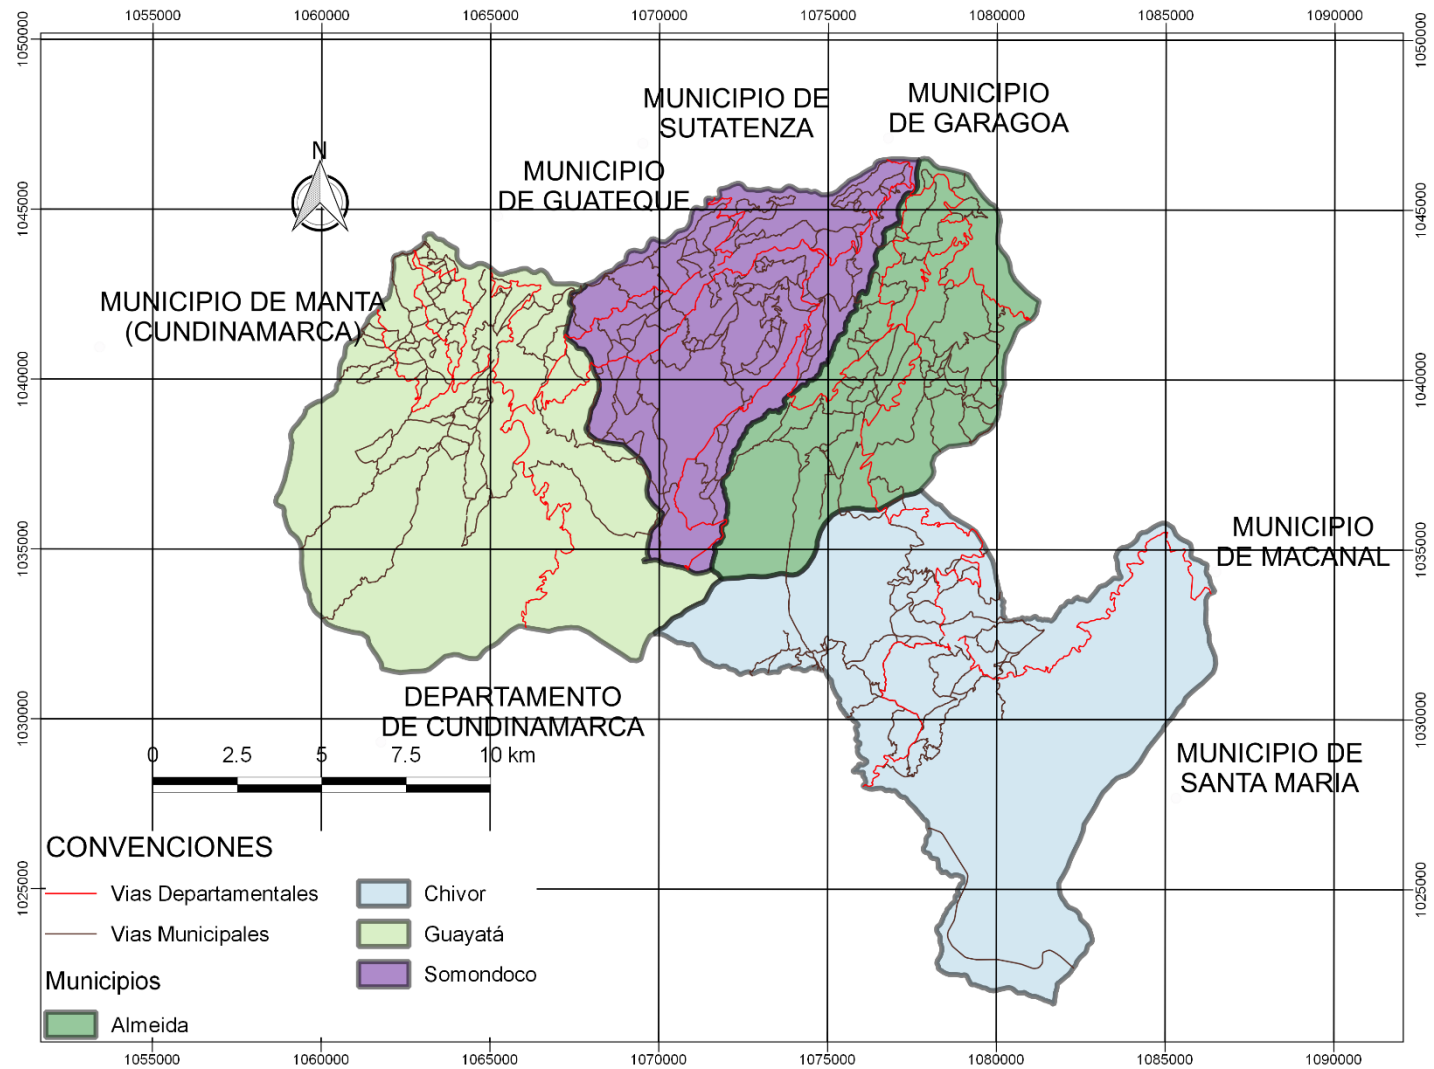 1055000 1060000 1065000 1070000 1075000 1080000 1085000 1090000
1050000
1050000
MUNICIPIO DE
SUTATENZA
MUNICIPIO
DE GARAGOA
N
MUNICIPIO
DE GUATEQUE
1045000
1045000
MUNICIPIO DE MANTA
(CUNDINAMARCA)
1040000
1040000
MUNICIPIO
DE MACANAL
1035000
1035000
DEPARTAMENTO
DE CUNDINAMARCA
1030000
1030000
MUNICIPIO DE
SANTA MARIA
0 2.5 5 7.5 10 km
CONVENCIONES
1025000
1025000
Vias Departamentales
Vias Municipales
Municipios
Almeida
Chivor
Guayatá
Somondoco
1055000 1060000 1065000 1070000 1075000 1080000 1085000 1090000